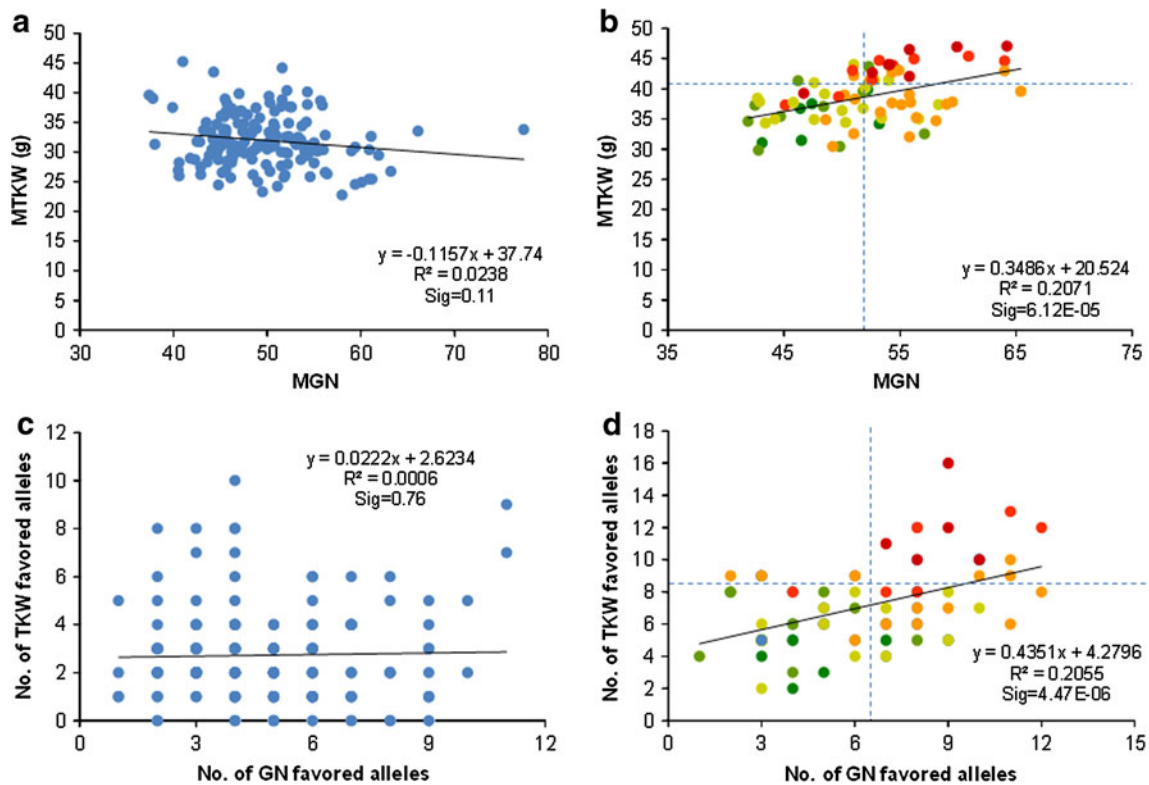 a
50
45
40
35
30
25
20
15
10
5
0
MTKW (g)
y = -0.1157x + 37.74
R² = 0.0238
Sig=0.11
30 40 50 60 70 80
MGN
b
50
45
40
35
30
25
20
15
10
5
0
MTKW (g)
y = 0.3486x + 20.524
R² = 0.2071
Sig=6.12E-05
35 45 55 65 75
MGN
c
12
10
8
6
4
2
0
No. of TKW favored alleles
y = 0.0222x + 2.6234
R² = 0.0006
Sig=0.76
0 3 6 9 12
No. of GN favored alleles
d
18
16
14
12
10
8
6
4
2
0
No. of TKW favored alleles
y = 0.4351x + 4.2796
R² = 0.2055
Sig=4.47E-06
0 3 6 9 12 15
No. of GN favored alleles